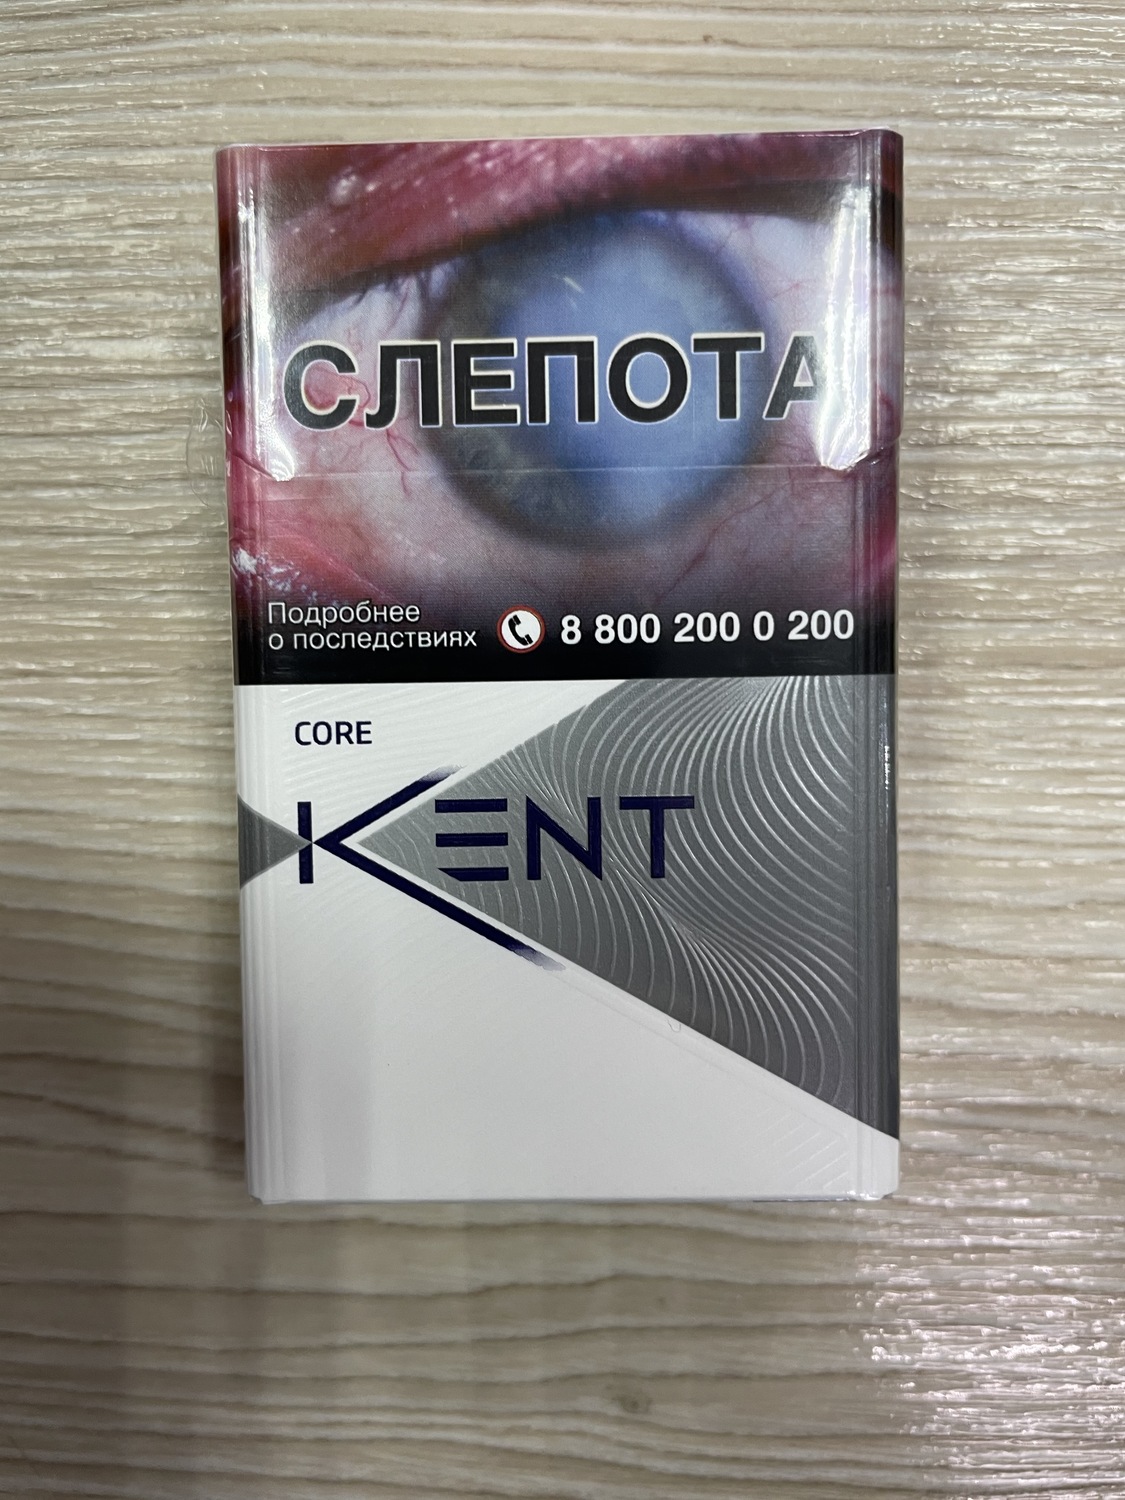 СЛЕПОТА
Подробнее
о последствиях
8 800 200 0 200
CORE
KENT